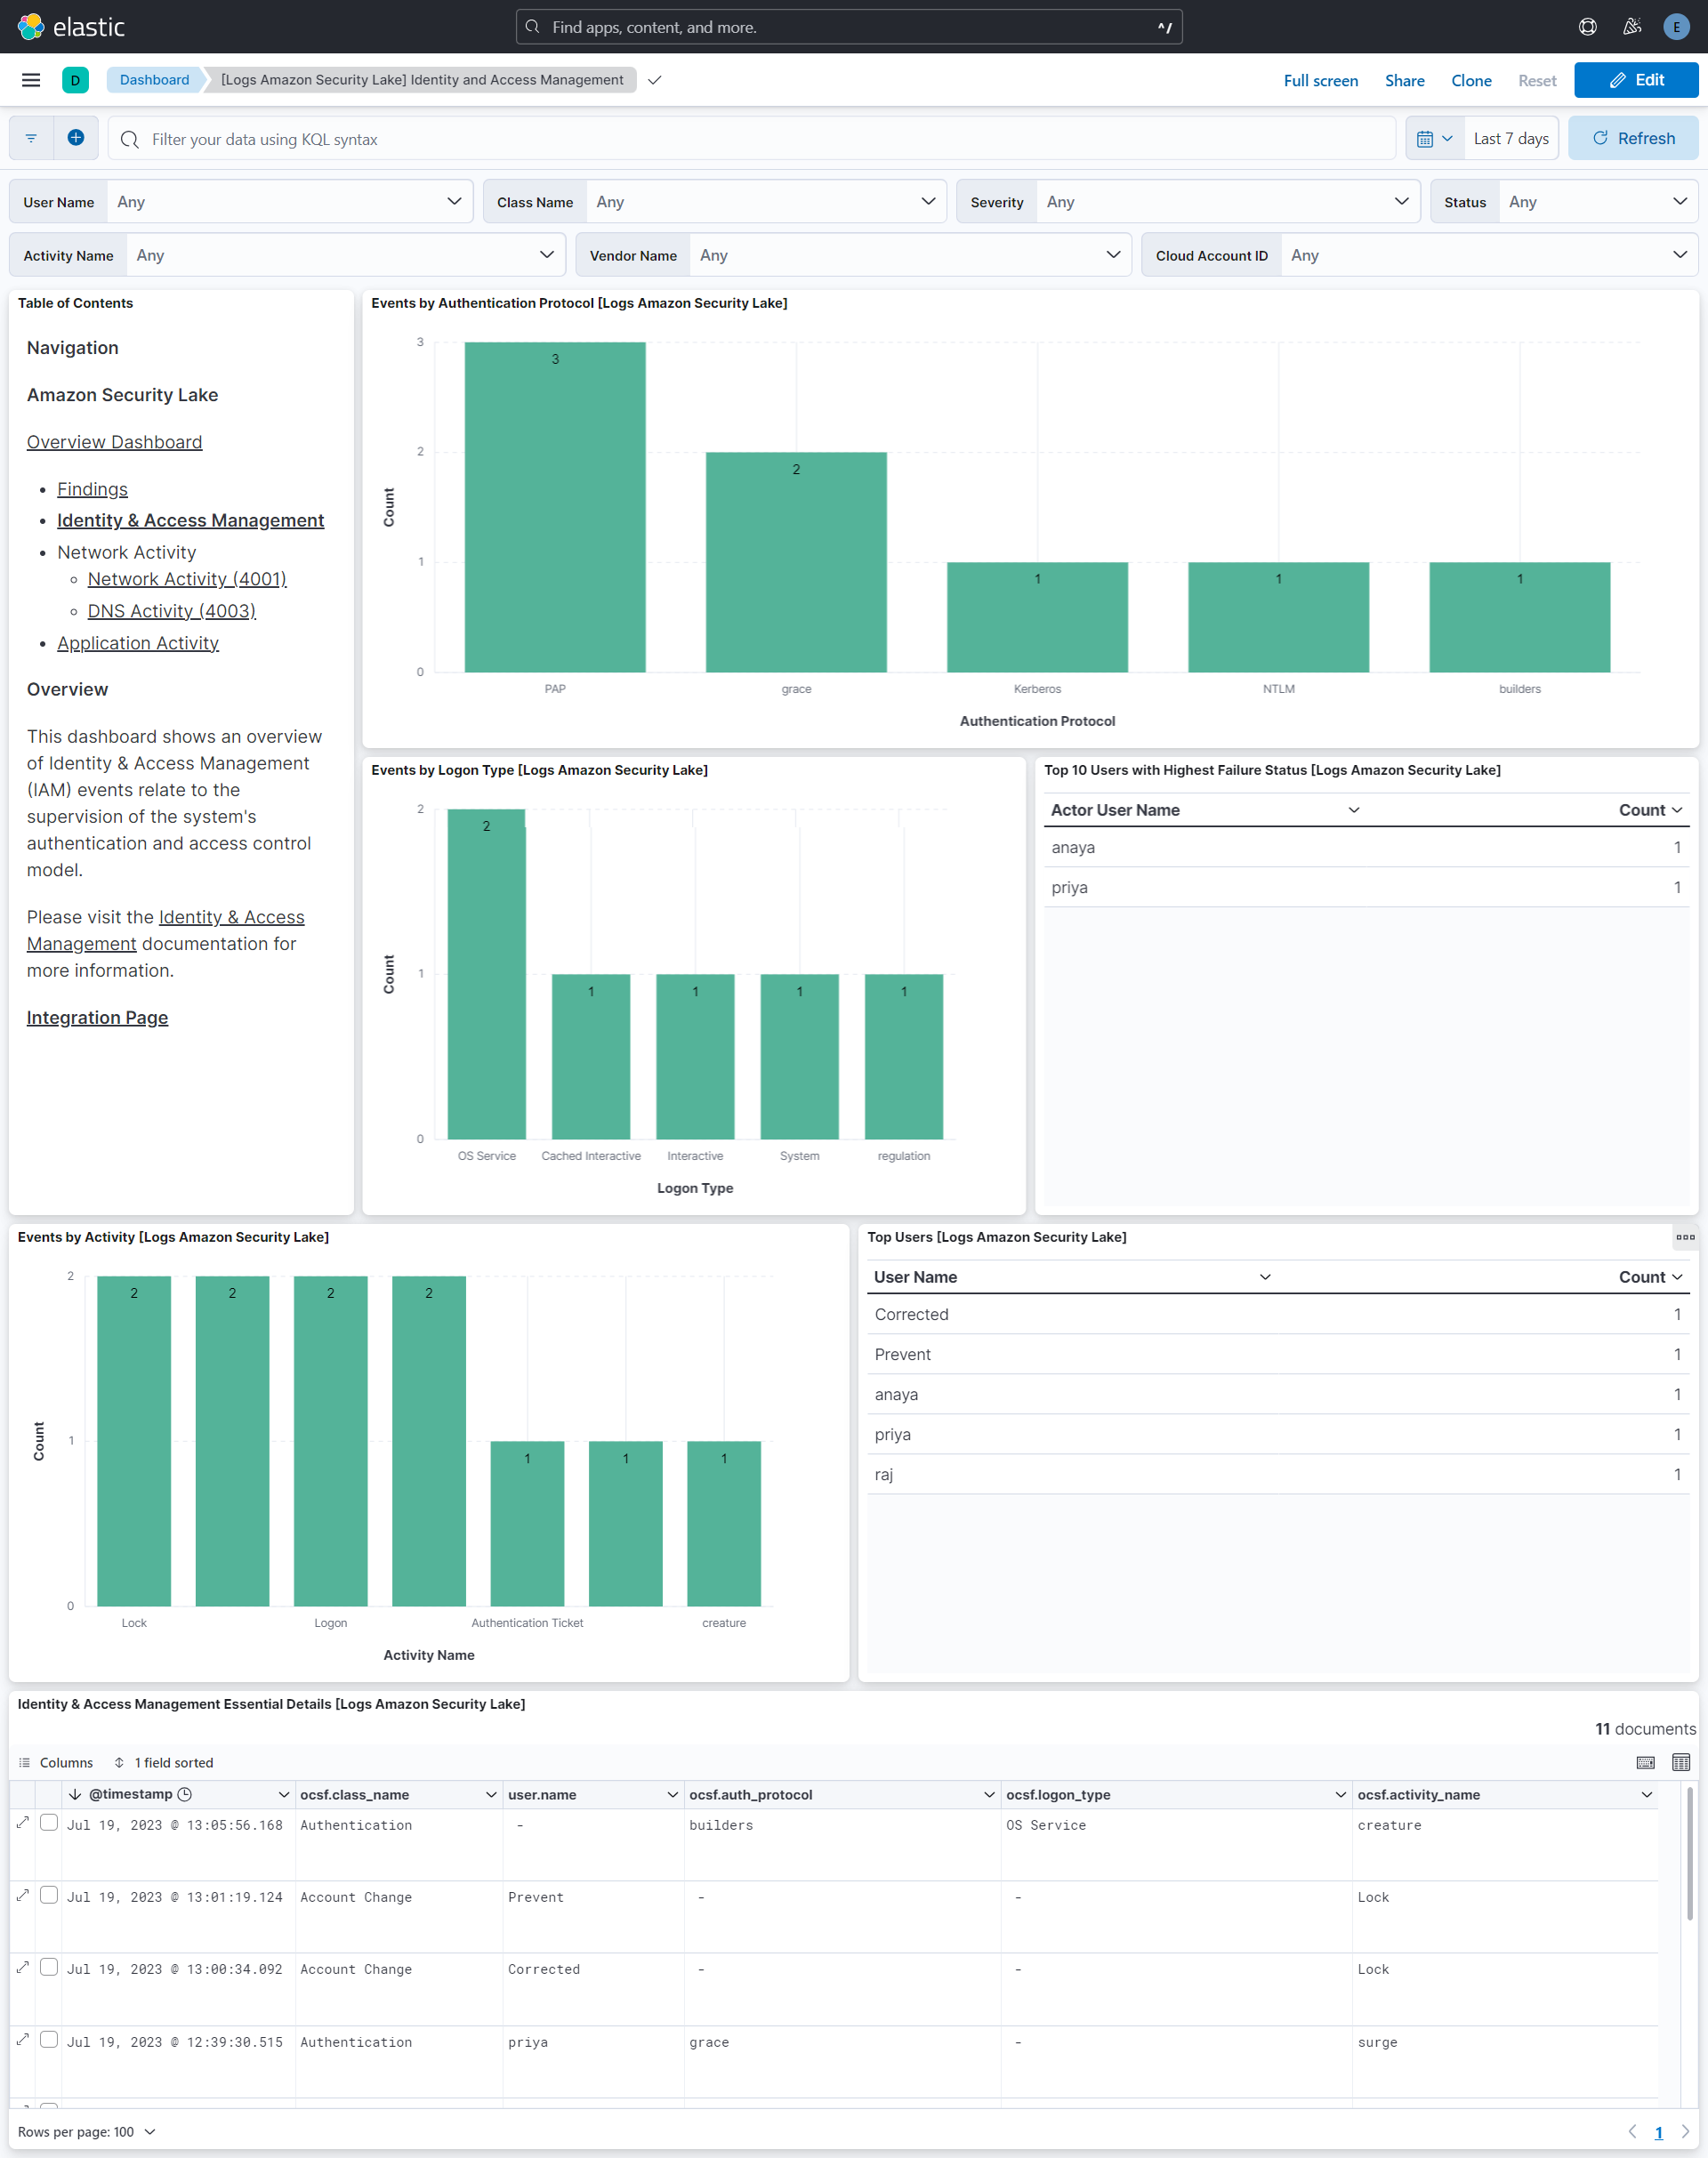 elastic
Find apps, content, and more.
^/
E
D
Dashboard
[Logs Amazon Security Lake] Identity and Access Management
Full screen
Share
Clone
Reset
Edit
Filter your data using KQL syntax
Last 7 days
Refresh
User Name
Any
Class Name
Any
Severity
Any
Status
Any
Activity Name
Any
Vendor Name
Any
Cloud Account ID
Any
Table of Contents
Navigation
Amazon Security Lake
Overview Dashboard
Findings
Identity & Access Management
Network Activity
Network Activity (4001)
DNS Activity (4003)
Application Activity
Overview
This dashboard shows an overview
of Identity & Access Management
(IAM) events relate to the
supervision of the system's
authentication and access control
model.
Please visit the Identity & Access
Management documentation for
more information.
Integration Page
Events by Authentication Protocol [Logs Amazon Security Lake]
3
2
1
0
Count
3
2
1
1
1
PAP
grace
Kerberos
NTLM
builders
Authentication Protocol
Events by Logon Type [Logs Amazon Security Lake]
2
1
0
Count
2
1
1
1
1
OS Service
Cached Interactive
Interactive
System
regulation
Logon Type
Top 10 Users with Highest Failure Status [Logs Amazon Security Lake]
Actor User Name
Count
anaya
1
priya
1
Events by Activity [Logs Amazon Security Lake]
2
1
0
Count
2
2
2
2
1
1
1
Lock
Logon
Authentication Ticket
creature
Activity Name
Top Users [Logs Amazon Security Lake]
User Name
Count
Corrected
1
Prevent
1
anaya
1
priya
1
raj
1
Identity & Access Management Essential Details [Logs Amazon Security Lake]
11 documents
Columns
1 field sorted
@timestamp
ocsf.class_name
user.name
ocsf.auth_protocol
ocsf.logon_type
ocsf.activity_name
Jul 19, 2023 @ 13:05:56.168
Authentication
-
builders
OS Service
creature
Jul 19, 2023 @ 13:01:19.124
Account Change
Prevent
-
-
Lock
Jul 19, 2023 @ 13:00:34.092
Account Change
Corrected
-
-
Lock
Jul 19, 2023 @ 12:39:30.515
Authentication
priya
grace
-
surge
Rows per page: 100
1